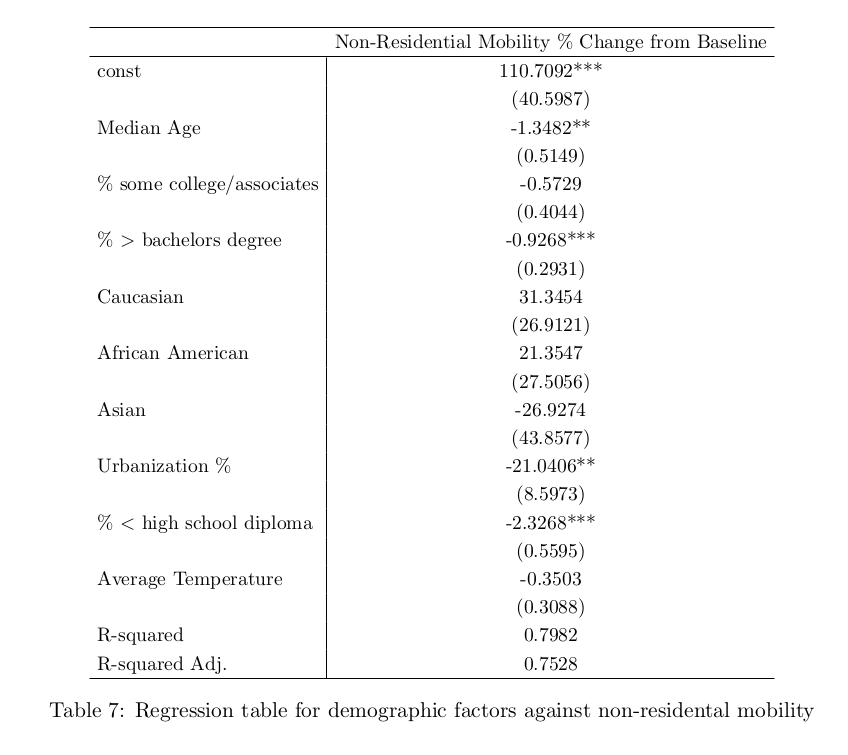 Non-Residential Mobility % Change from Baseline
const 110.7092***
(40.5987)
Median Age -1.3482**
(0.5149)
% some college/associates -0.5729
(0.4044)
% > bachelors degree -0.9268***
(0.2931)
Caucasian 31.3454
(26.9121)
African American 21.3547
(27.5056)
Asian -26.9274
(43.8577)
Urbanization % -21.0406**
(8.5973)
% < high school diploma -2.3268***
(0.5595)
Average Temperature -0.3503
(0.3088)
R-squared 0.7982
R-squared Adj. 0.7528
Table 7: Regression table for demographic factors against non-residental mobility